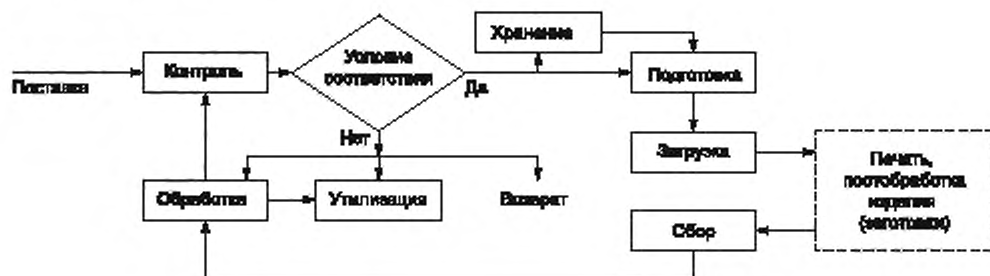 Хранение
Условие
соответствия
Контроль
Подготовка
Поставка
Да
Нет
Загрузка
Печать,
постобработка
изделия
(заготовки)
Обработка
Утилизация
Возврат
Сбор